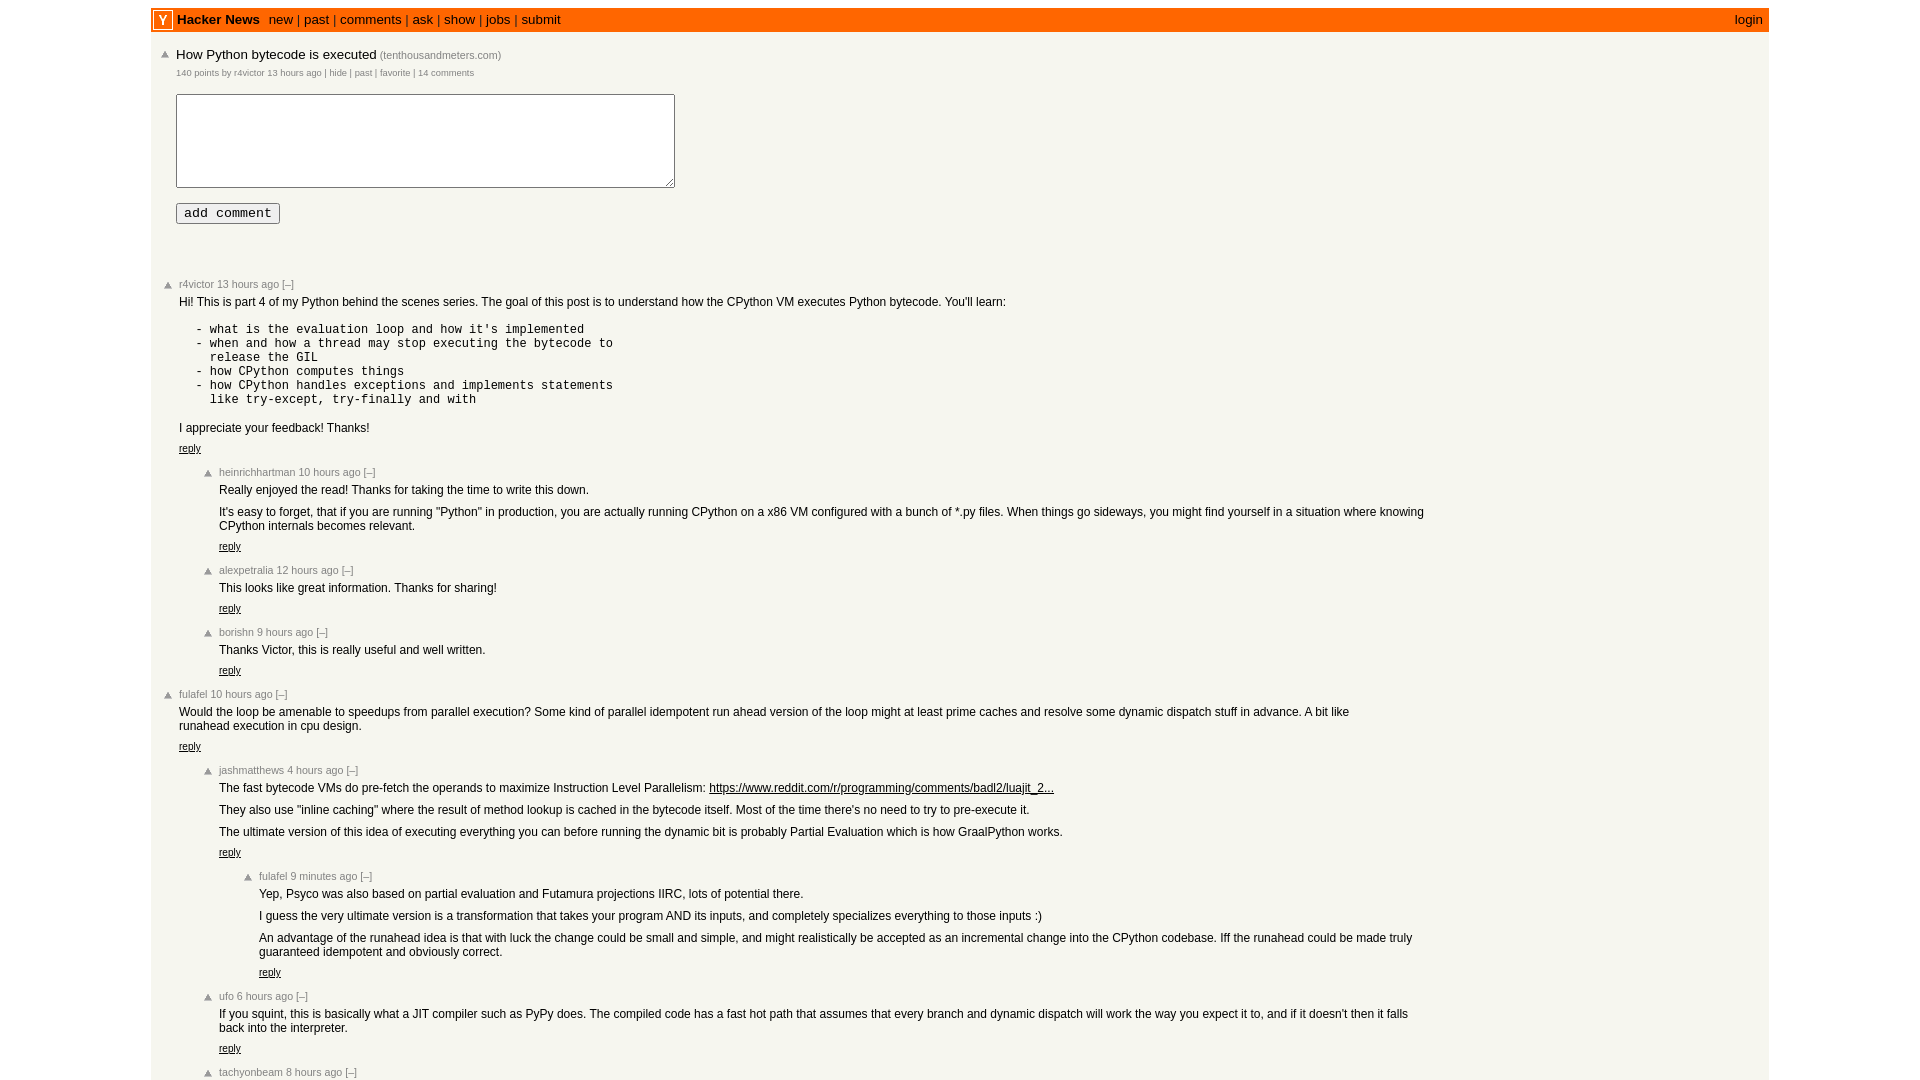 Y Hacker News new | past | comments | ask | show | jobs | submit login
How Python bytecode is executed (tenthousandmeters.com)
140 points by r4victor 13 hours ago | hide | past | favorite | 14 comments
add comment
r4victor 13 hours ago [–]
Hi! This is part 4 of my Python behind the scenes series. The goal of this post is to understand how the CPython VM executes Python bytecode. You'll learn:
- what is the evaluation loop and how it's implemented
- when and how a thread may stop executing the bytecode to
release the GIL
- how CPython computes things
- how CPython handles exceptions and implements statements
like try-except, try-finally and with
I appreciate your feedback! Thanks!
reply
heinrichhartman 10 hours ago [–]
Really enjoyed the read! Thanks for taking the time to write this down.
It's easy to forget, that if you are running "Python" in production, you are actually running CPython on a x86 VM configured with a bunch of *.py files. When things go sideways, you might find yourself in a situation where knowing
CPython internals becomes relevant.
reply
alexpetralia 12 hours ago [–]
This looks like great information. Thanks for sharing!
reply
borishn 9 hours ago [–]
Thanks Victor, this is really useful and well written.
reply
fulafel 10 hours ago [–]
Would the loop be amenable to speedups from parallel execution? Some kind of parallel idempotent run ahead version of the loop might at least prime caches and resolve some dynamic dispatch stuff in advance. A bit like
runahead execution in cpu design.
reply
jashmatthews 4 hours ago [–]
The fast bytecode VMs do pre-fetch the operands to maximize Instruction Level Parallelism: https://www.reddit.com/r/programming/comments/badl2/luajit_2...
They also use "inline caching" where the result of method lookup is cached in the bytecode itself. Most of the time there's no need to try to pre-execute it.
The ultimate version of this idea of executing everything you can before running the dynamic bit is probably Partial Evaluation which is how GraalPython works.
reply
fulafel 9 minutes ago [–]
Yep, Psyco was also based on partial evaluation and Futamura projections IIRC, lots of potential there.
I guess the very ultimate version is a transformation that takes your program AND its inputs, and completely specializes everything to those inputs :)
An advantage of the runahead idea is that with luck the change could be small and simple, and might realistically be accepted as an incremental change into the CPython codebase. Iff the runahead could be made truly
guaranteed idempotent and obviously correct.
reply
ufo 6 hours ago [–]
If you squint, this is basically what a JIT compiler such as PyPy does. The compiled code has a fast hot path that assumes that every branch and dynamic dispatch will work the way you expect it to, and if it doesn't then it falls
back into the interpreter.
reply
tachyonbeam 8 hours ago [–]